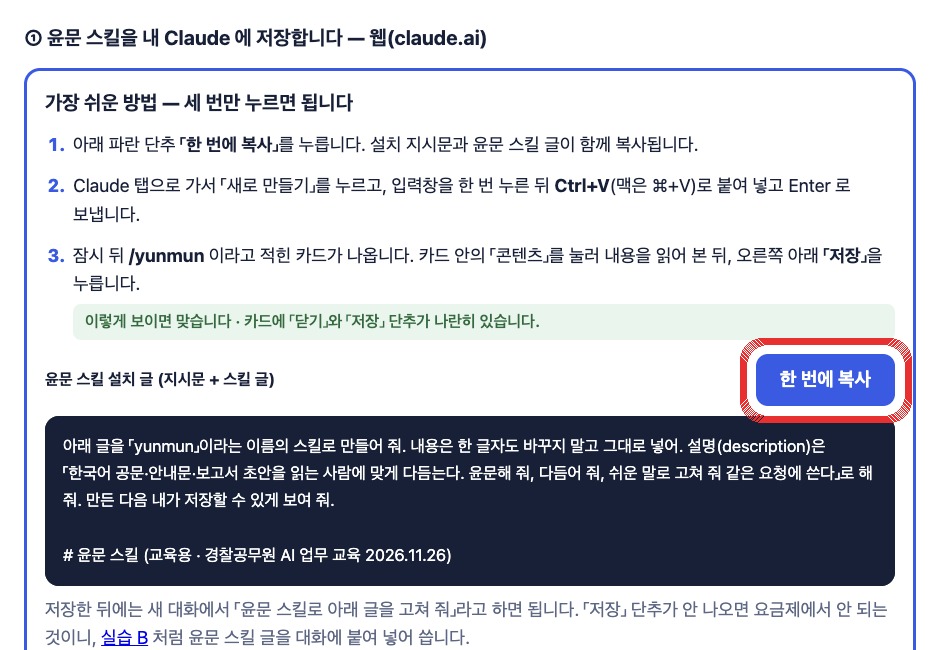 ① 윤문 스킬을 내 Claude 에 저장합니다 — 웹(claude.ai)
가장 쉬운 방법 — 세 번만 누르면 됩니다
1. 아래 파란 단추 「한 번에 복사」를 누릅니다. 설치 지시문과 윤문 스킬 글이 함께 복사됩니다.
2. Claude 탭으로 가서 「새로 만들기」를 누르고, 입력창을 한 번 누른 뒤 Ctrl+V(맥은 ⌘+V)로 붙여 넣고 Enter 로
보냅니다.
3. 잠시 뒤 /yunmun 이라고 적힌 카드가 나옵니다. 카드 안의 「콘텐츠」를 눌러 내용을 읽어 본 뒤, 오른쪽 아래 「저장」을
누릅니다.
이렇게 보이면 맞습니다 · 카드에 「닫기」와 「저장」 단추가 나란히 있습니다.
윤문 스킬 설치 글 (지시문 + 스킬 글)
한 번에 복사
아래 글을 「yunmun」이라는 이름의 스킬로 만들어 줘. 내용은 한 글자도 바꾸지 말고 그대로 넣어. 설명(description)은
「한국어 공문·안내문·보고서 초안을 읽는 사람에 맞게 다듬는다. 윤문해 줘, 다듬어 줘, 쉬운 말로 고쳐 줘 같은 요청에 쓴다」로 해
줘. 만든 다음 내가 저장할 수 있게 보여 줘.
# 윤문 스킬 (교육용 · 경찰공무원 AI 업무 교육 2026.11.26)
저장한 뒤에는 새 대화에서 「윤문 스킬로 아래 글을 고쳐 줘」라고 하면 됩니다. 「저장」 단추가 안 나오면 요금제에서 안 되는
것이니, 실습 B 처럼 윤문 스킬 글을 대화에 붙여 넣어 씁니다.